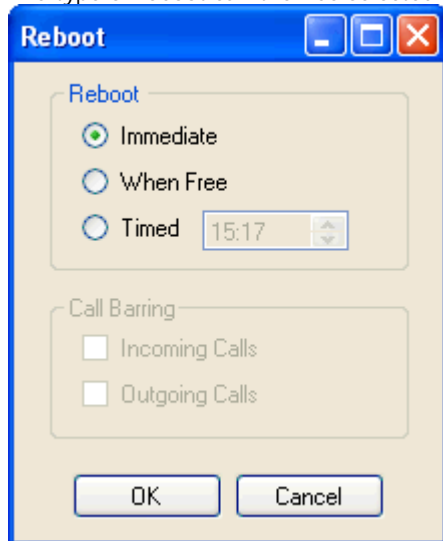 Reboot
Reboot
Immediate
When Free
Timed 15:17
Call Barring
Incoming Calls
Outgoing Calls
OK Cancel